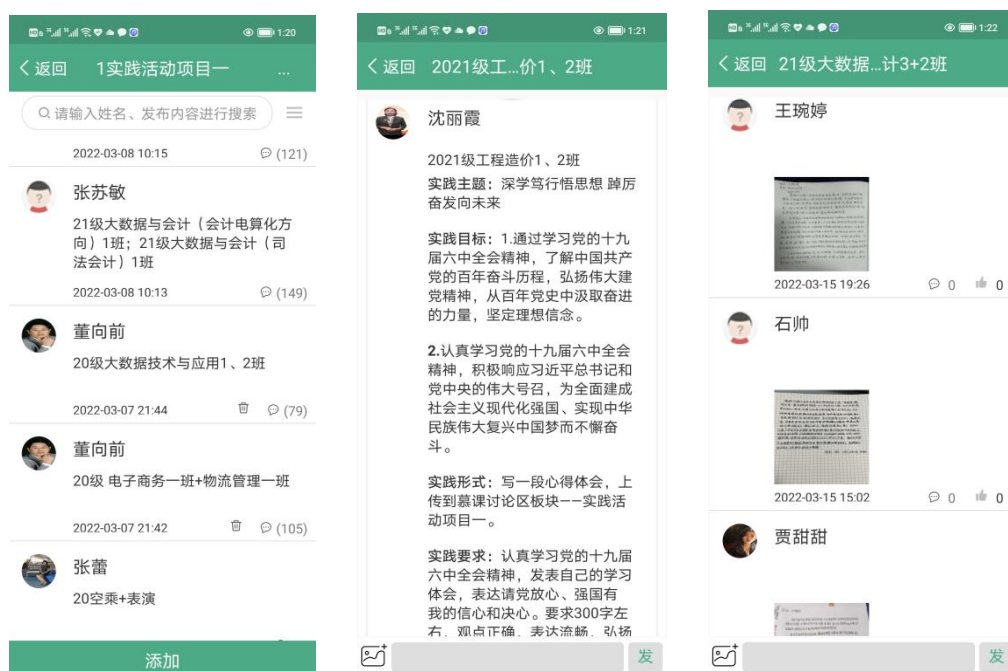 1:20
返回 1实践活动项目一 ...
请输入姓名、发布内容进行搜索
2022-03-08 10:15 (121)
张苏敏
21级大数据与会计（会计电算化方
向）1班；21级大数据与会计（司
法会计）1班
2022-03-08 10:13 (149)
董向前
20级大数据技术与应用1、2班
2022-03-07 21:44 (79)
董向前
20级 电子商务一班+物流管理一班
2022-03-07 21:42 (105)
张蕾
20空乘+表演
添加
1:21
返回 2021级工...价1、2班
沈丽霞
2021级工程造价1、2班
实践主题：深学笃行悟思想 踔厉
奋发向未来
实践目标：1.通过学习党的十九
届六中全会精神，了解中国共产
党的百年奋斗历程，弘扬伟大建
党精神，从百年党史中汲取奋进
的力量，坚定理想信念。
2.认真学习党的十九届六中全会
精神，积极响应习近平总书记和
党中央的伟大号召，为全面建成
社会主义现代化强国、实现中华
民族伟大复兴中国梦而不懈奋
斗。
实践形式：写一段心得体会，上
传到慕课讨论区板块——实践活
动项目一。
实践要求：认真学习党的十九届
六中全会精神，发表自己的学习
体会，表达请党放心、强国有
我的信心和决心。要求300字左
右，观点正确，表达流畅，弘扬
发
1:22
返回 21级大数据...计3+2班
王琬婷
2022-03-15 19:26 0 0
石帅
2022-03-15 15:02 0 0
贾甜甜
发